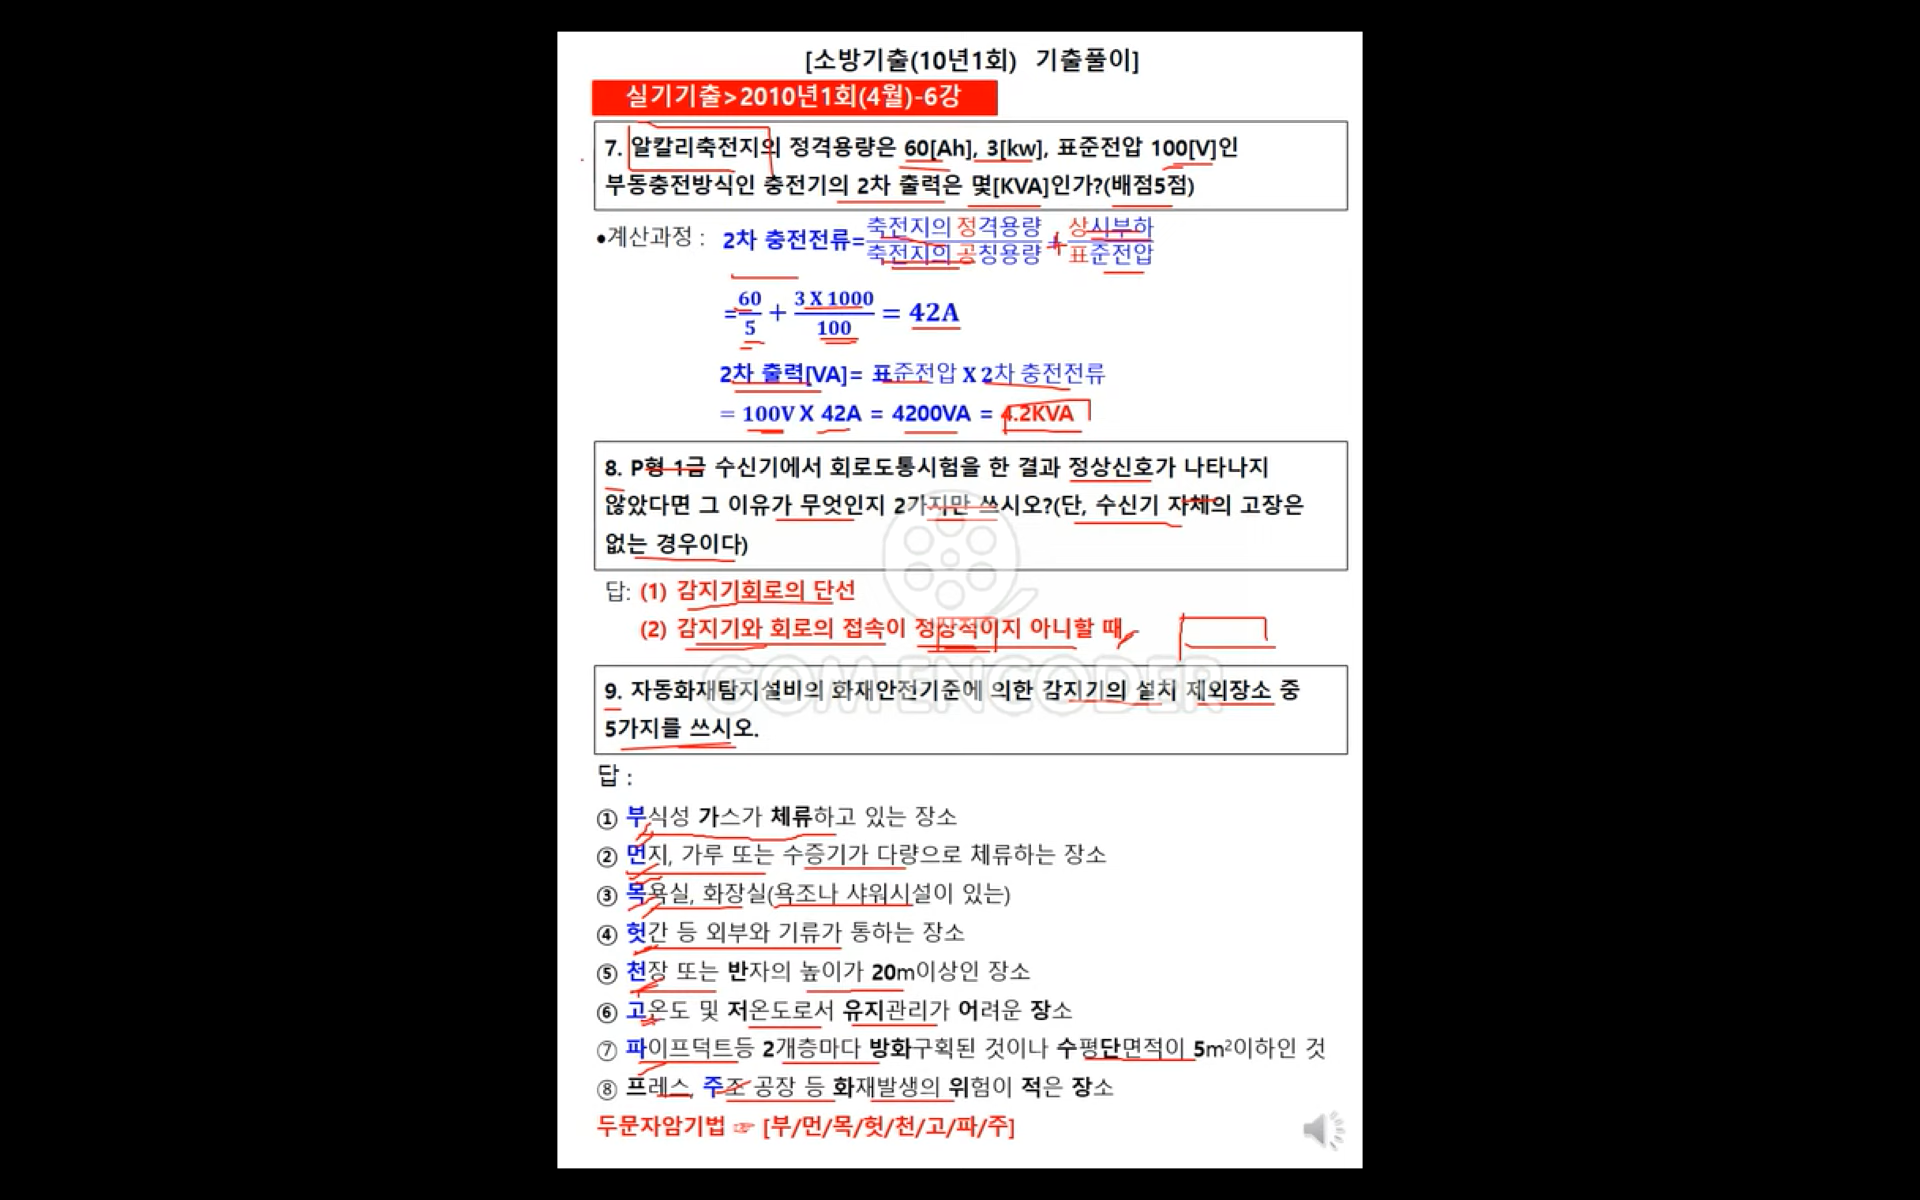 [소방기출(10년1회) 기출풀이]
실기기출>2010년1회(4월)-6강
7. 알칼리축전지의 정격용량은 60[Ah], 3[kw], 표준전압 100[V]인
부동충전방식인 충전기의 2차 출력은 몇[KVA]인가?(배점5점)
●계산과정 : 2차 충전전류= 축전지의 정격용량 / 축전지의 공칭용량 + 상시부하 / 표준전압
= 60/5 + 3 X 1000/100 = 42A
2차 출력[VA]= 표준전압 X 2차 충전전류
= 100V X 42A = 4200VA = 4.2KVA
8. P형 1급 수신기에서 회로도통시험을 한 결과 정상신호가 나타나지
않았다면 그 이유가 무엇인지 2가지만 쓰시오?(단, 수신기 자체의 고장은
없는 경우이다)
답: (1) 감지기회로의 단선
(2) 감지기와 회로의 접속이 정상적이지 아니할 때
GOM ENCODER
9. 자동화재탐지설비의 화재안전기준에 의한 감지기의 설치 제외장소 중
5가지를 쓰시오.
답 :
① 부식성 가스가 체류하고 있는 장소
② 먼지, 가루 또는 수증기가 다량으로 체류하는 장소
③ 목욕실, 화장실(욕조나 샤워시설이 있는)
④ 헛간 등 외부와 기류가 통하는 장소
⑤ 천장 또는 반자의 높이가 20m이상인 장소
⑥ 고온도 및 저온도로서 유지관리가 어려운 장소
⑦ 파이프덕트등 2개층마다 방화구획된 것이나 수평단면적이 5m²이하인 것
⑧ 프레스, 주조 공장 등 화재발생의 위험이 적은 장소
두문자암기법 ☞ [부/먼/목/헛/천/고/파/주]